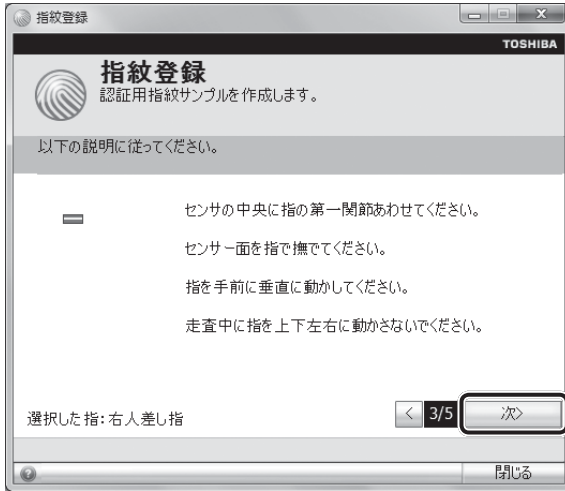 指紋登録
TOSHIBA
指紋登録
認証用指紋サンプルを作成します。
以下の説明に従ってください。
センサの中央に指の第一関節あわせてください。
センサー面を指で撫でてください。
指を手前に垂直に動かしてください。
走査中に指を上下左右に動かさないでください。
選択した指:右人差し指
< 3/5 次>
閉じる